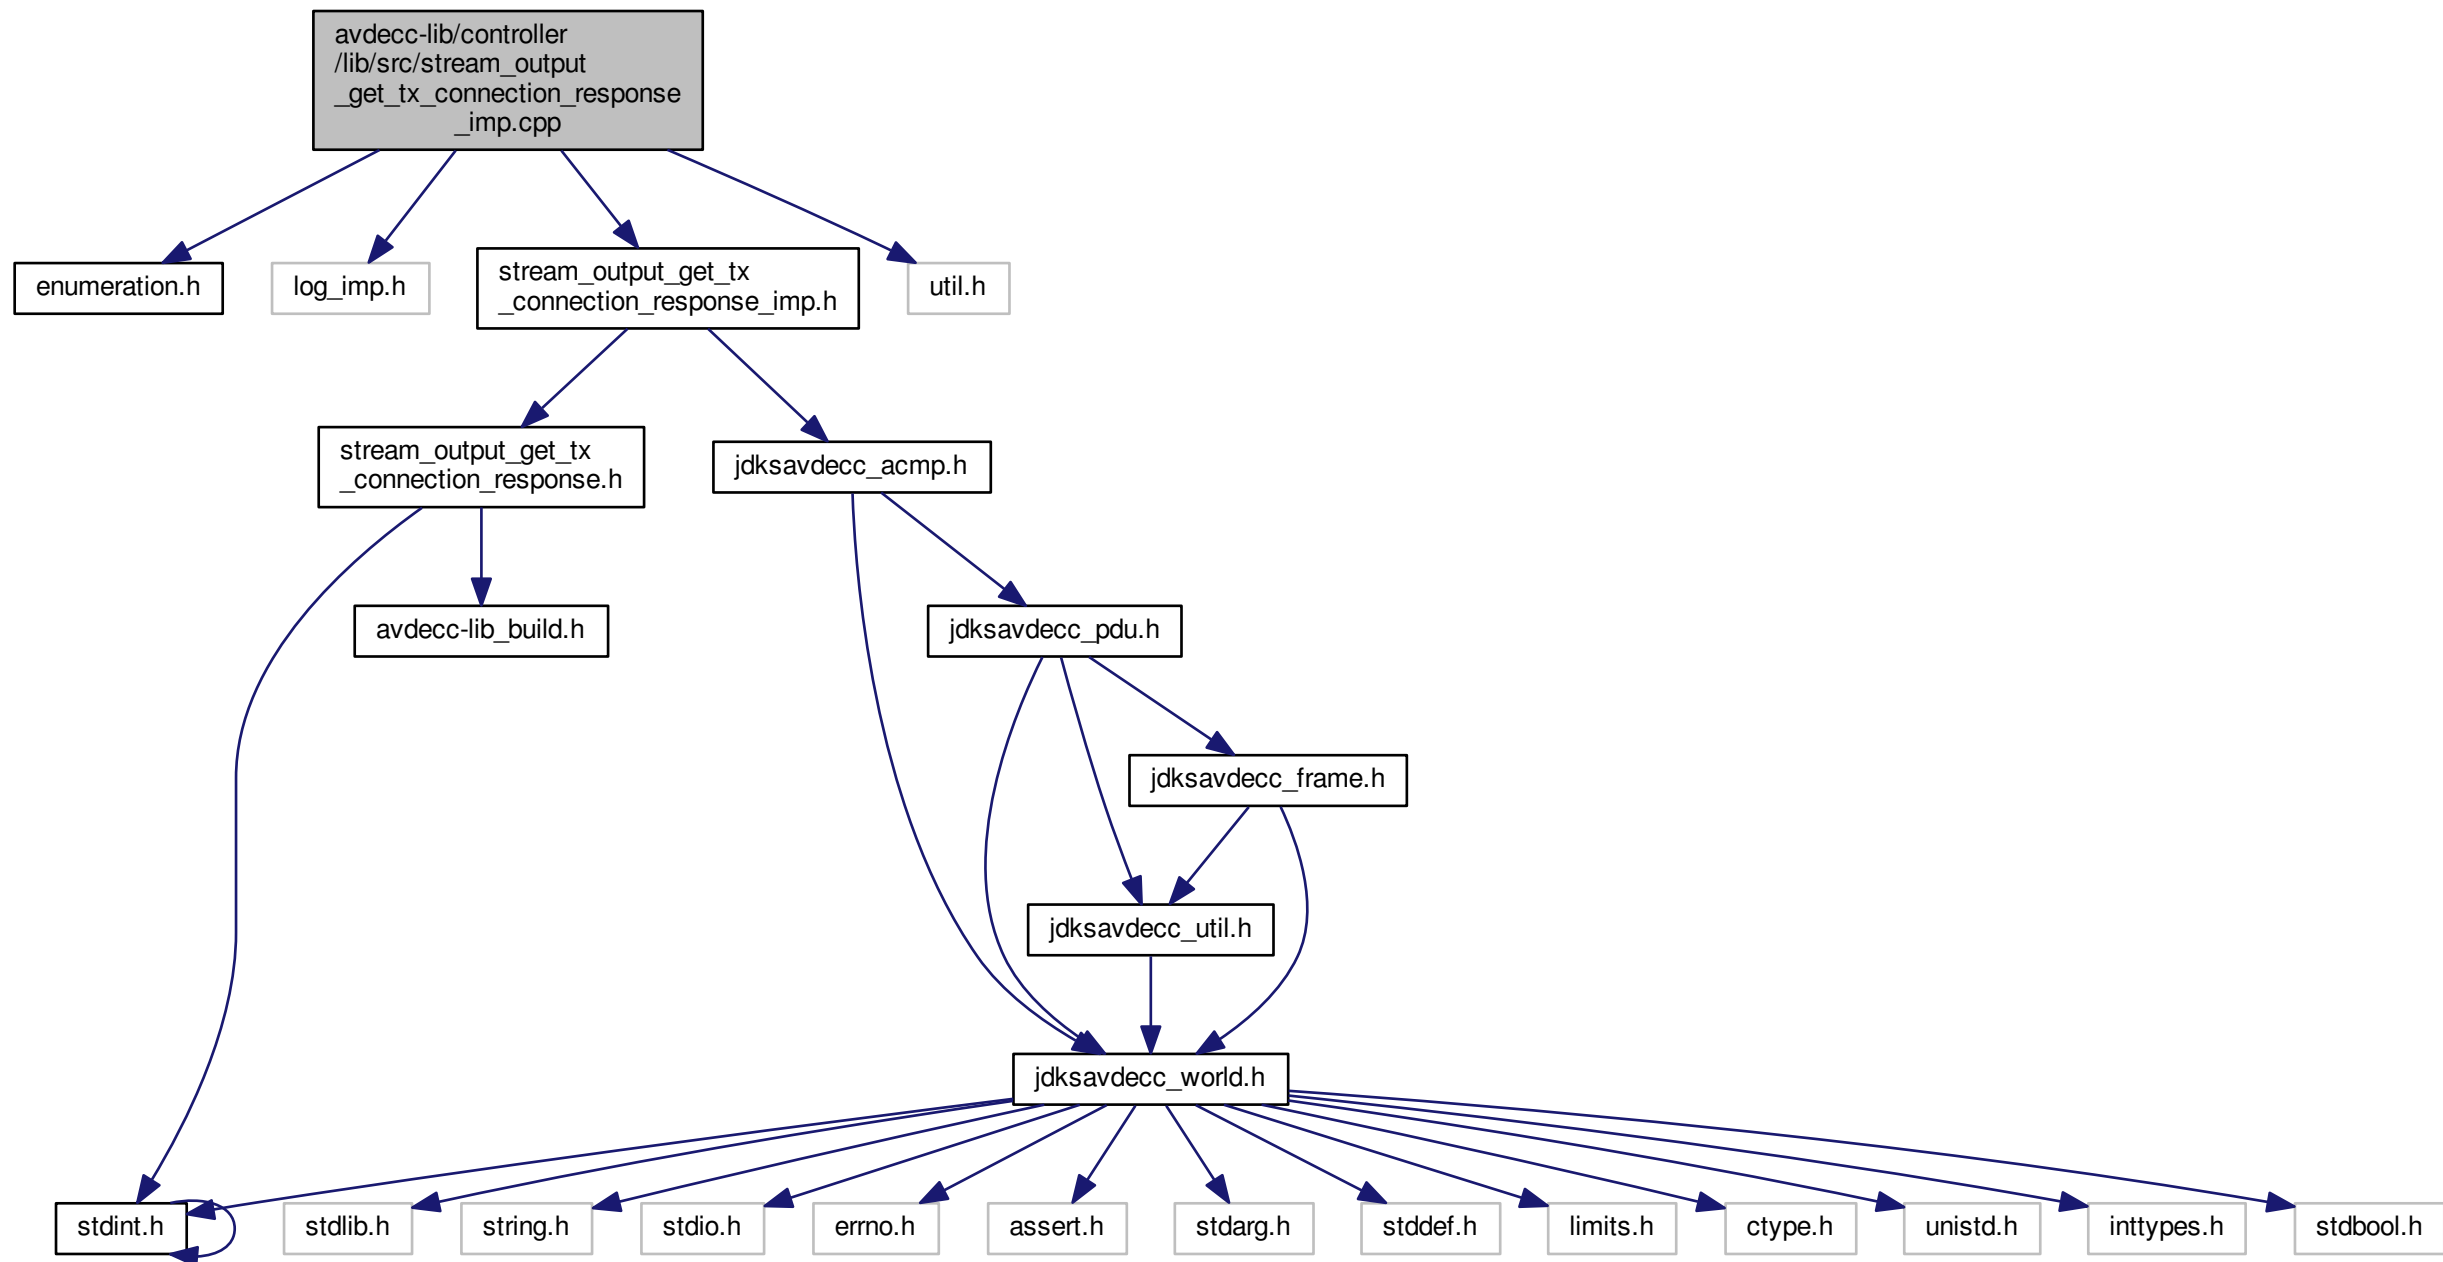 avdecc-lib/controller
/lib/src/stream_output
_get_tx_connection_response
_imp.cpp
enumeration.h
log_imp.h
stream_output_get_tx
_connection_response_imp.h
util.h
stream_output_get_tx
_connection_response.h
jdksavdecc_acmp.h
avdecc-lib_build.h
jdksavdecc_pdu.h
jdksavdecc_frame.h
jdksavdecc_util.h
jdksavdecc_world.h
stdint.h
stdlib.h
string.h
stdio.h
errno.h
assert.h
stdarg.h
stddef.h
limits.h
ctype.h
unistd.h
inttypes.h
stdbool.h